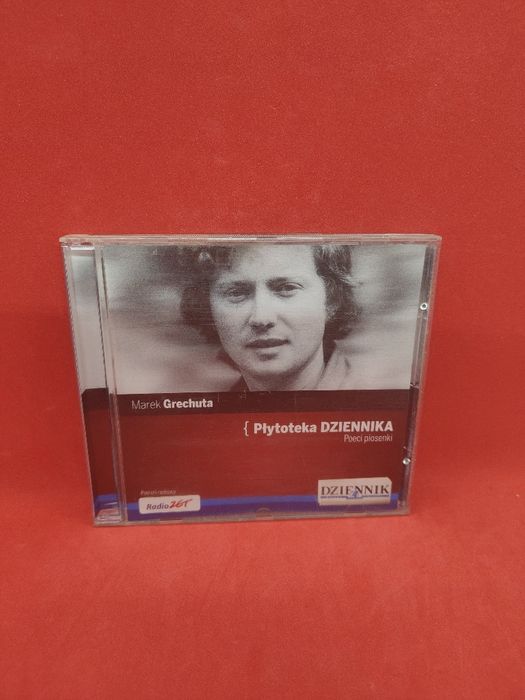 Marek Grechuta
{ Płytoteka DZIENNIKA
Poeci piosenki
Radio ZET
DZIENNIK